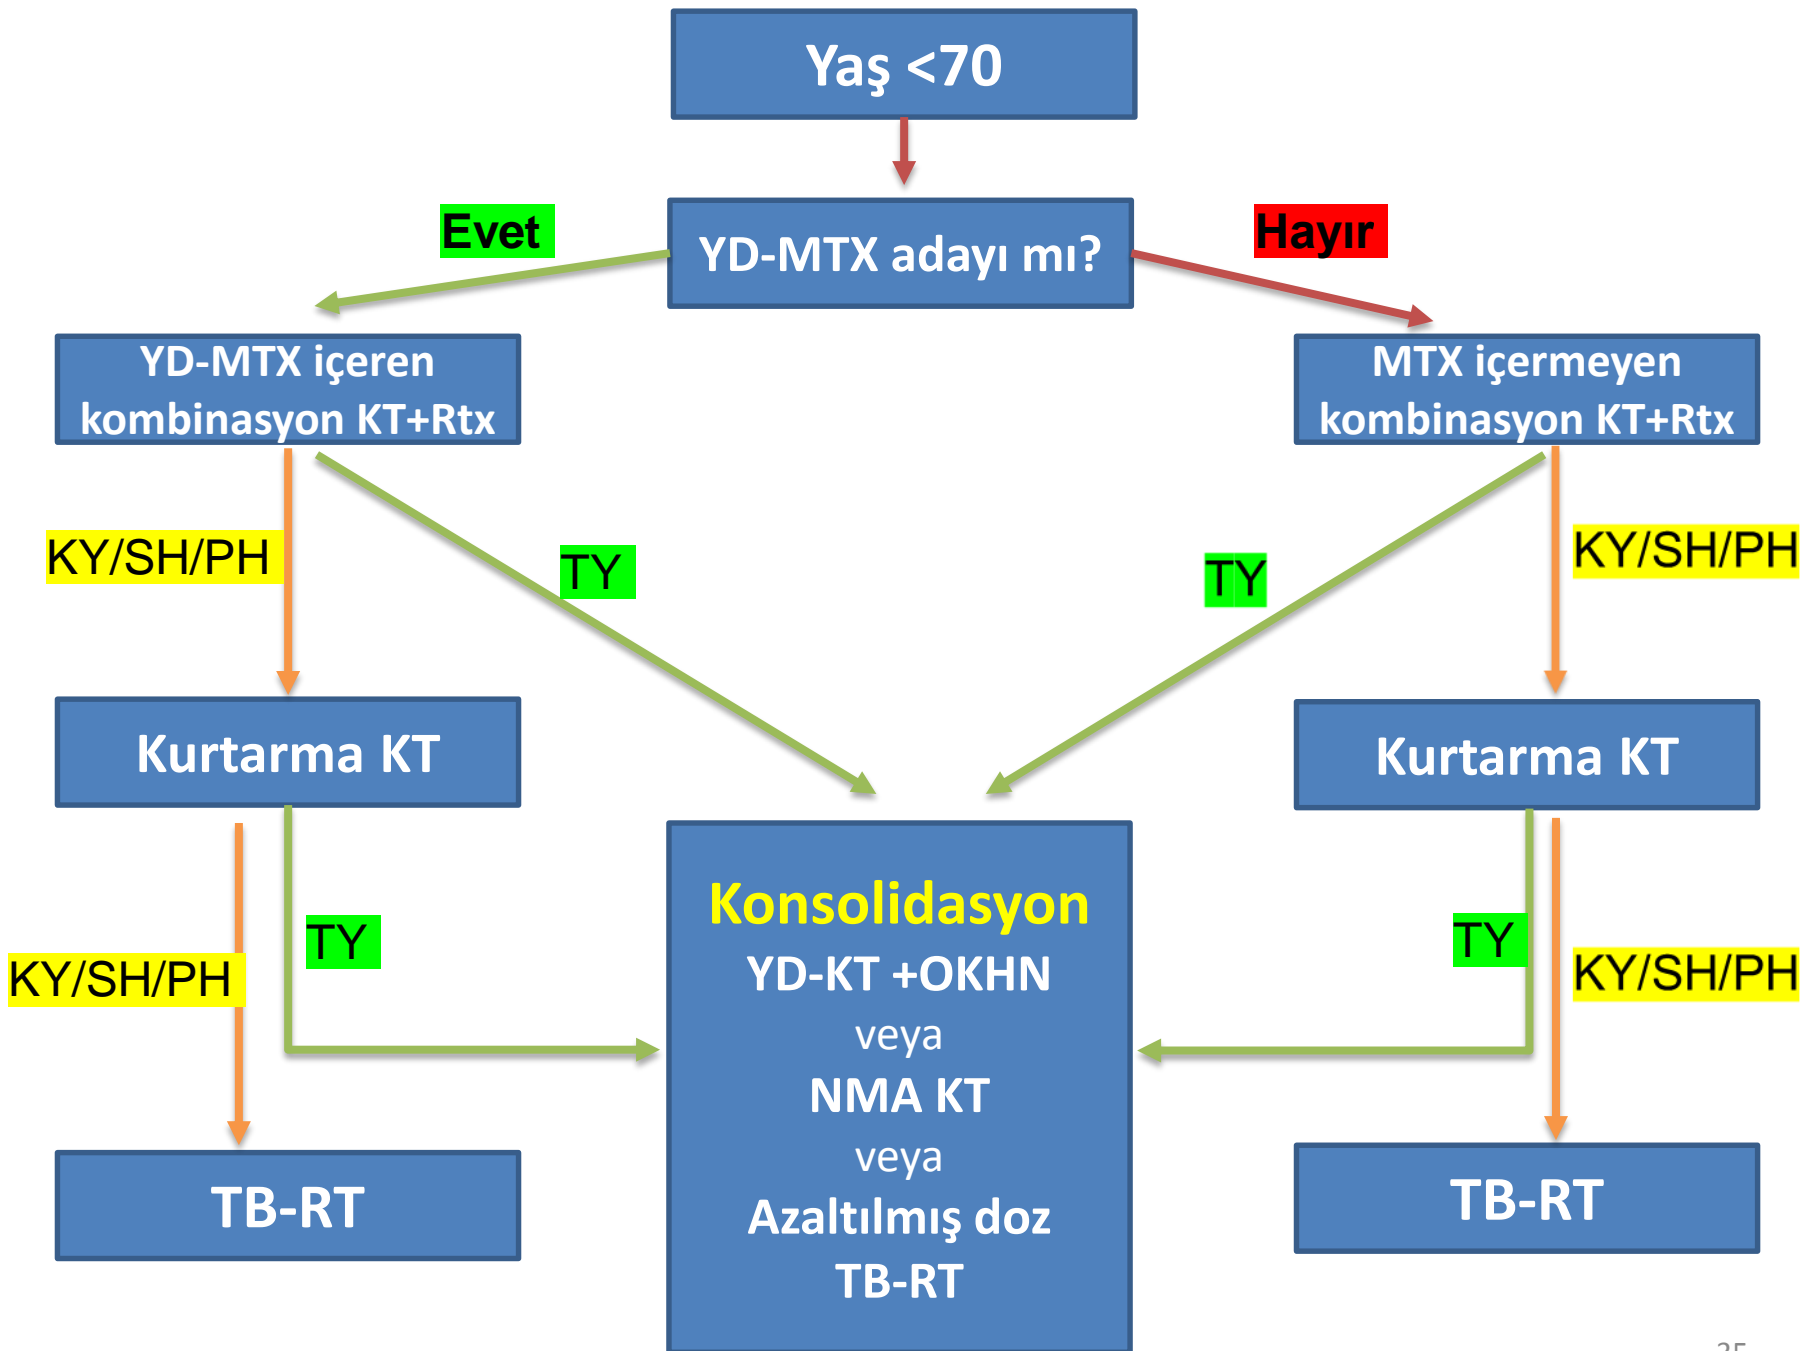 Yaş <70
Evet
YD-MTX adayı mı?
Hayır
YD-MTX içeren
kombinasyon KT+Rtx
MTX içermeyen
kombinasyon KT+Rtx
KY/SH/PH
TY
TY
KY/SH/PH
Kurtarma KT
Kurtarma KT
KY/SH/PH
TY
Konsolidasyon
YD-KT +OKHN
veya
NMA KT
veya
Azaltılmış doz
TB-RT
TY
KY/SH/PH
TB-RT
TB-RT